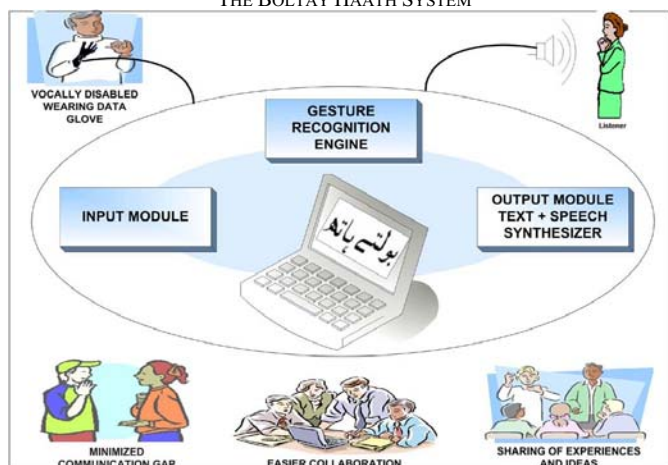 THE BOLTAY HAATH SYSTEM
VOCALLY DISABLED
WEARING DATA
GLOVE
Listener
GESTURE
RECOGNITION
ENGINE
INPUT MODULE
OUTPUT MODULE
TEXT + SPEECH
SYNTHESIZER
بولتے ہاتھ
MINIMIZED
COMMUNICATION GAP
EASIER COLLABORATION
SHARING OF EXPERIENCES
AND IDEAS